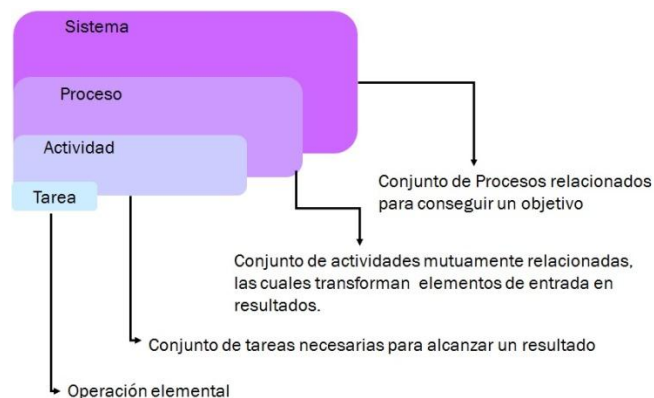 Sistema
Proceso
Actividad
Tarea
Conjunto de Procesos relacionados
para conseguir un objetivo
Conjunto de actividades mutuamente relacionadas,
las cuales transforman elementos de entrada en
resultados.
Conjunto de tareas necesarias para alcanzar un resultado
Operación elemental